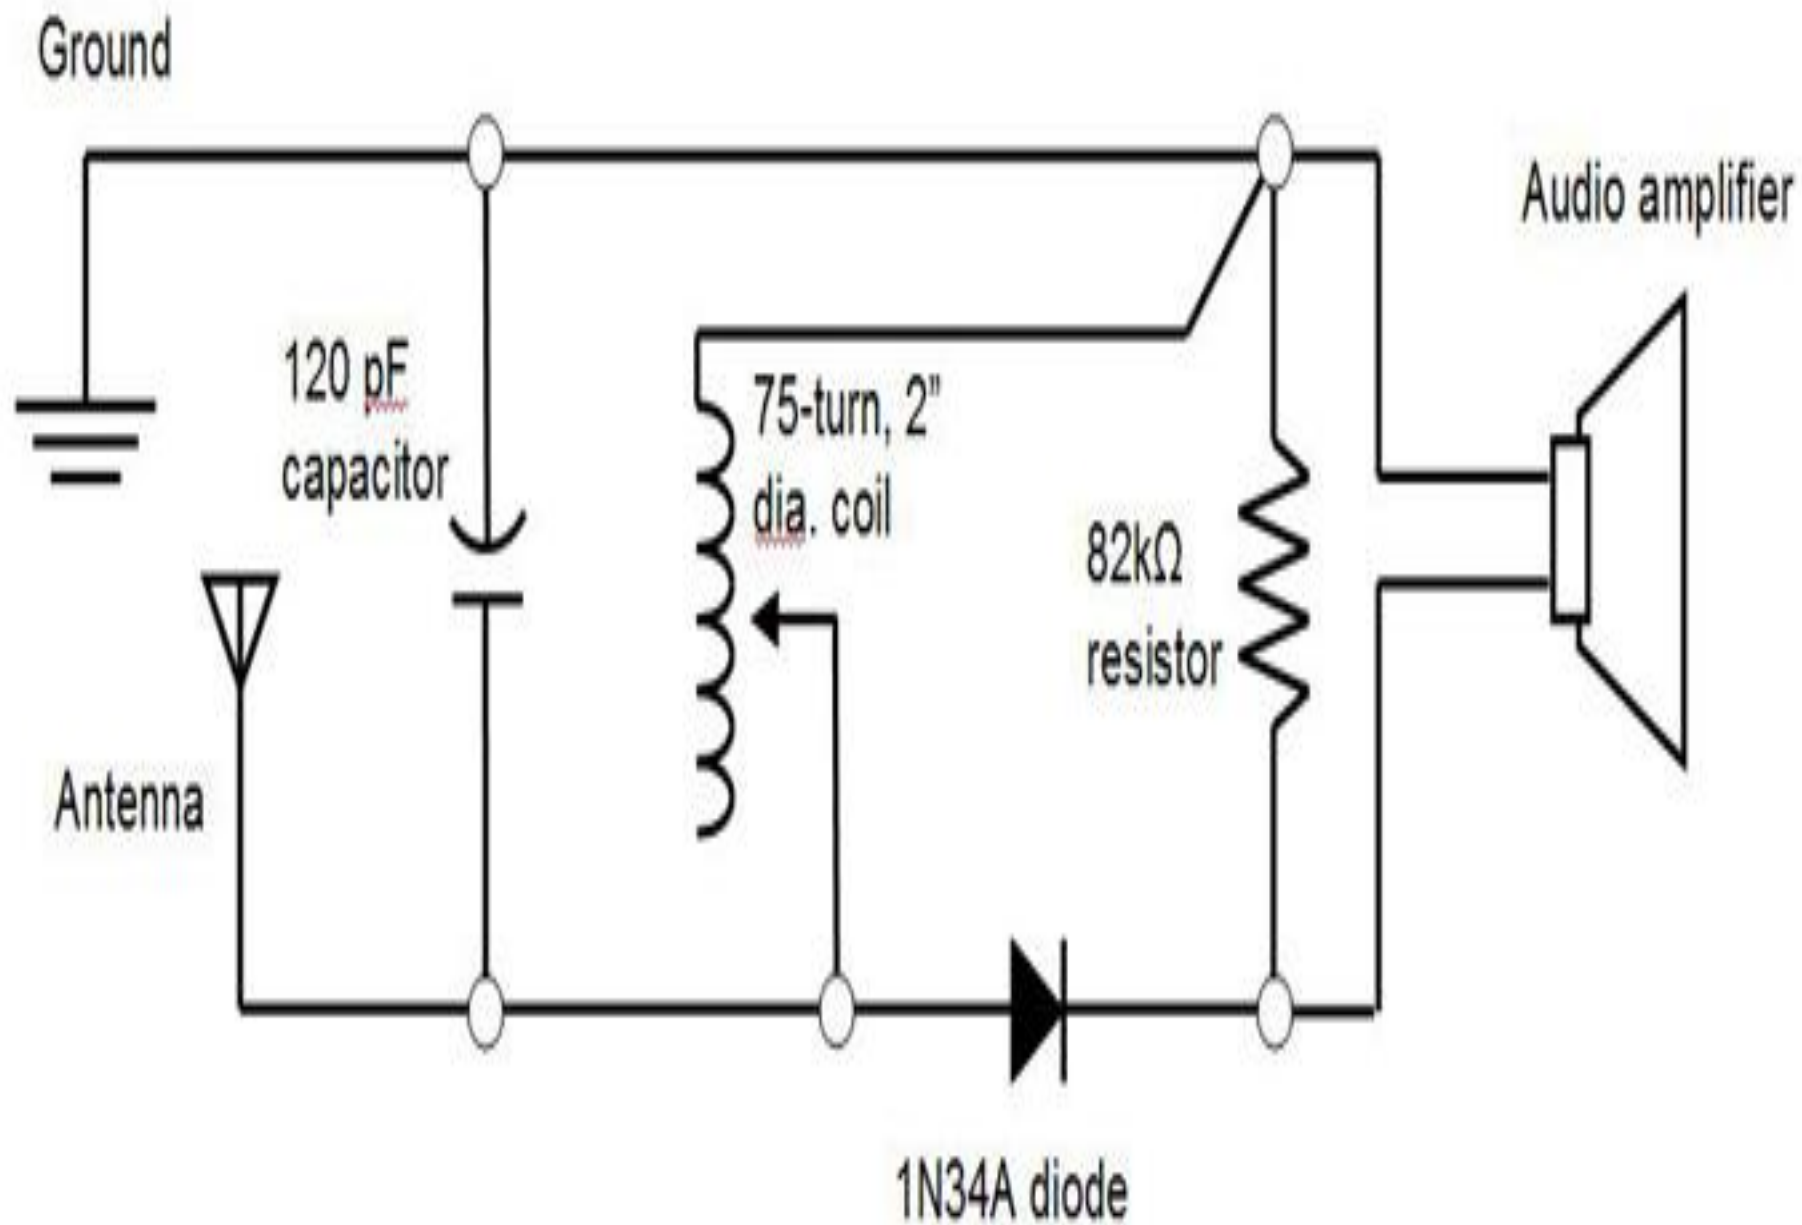 Ground
Audio amplifier
120 pF
capacitor
75-turn, 2”
dia. coil
82kΩ
resistor
Antenna
1N34A diode